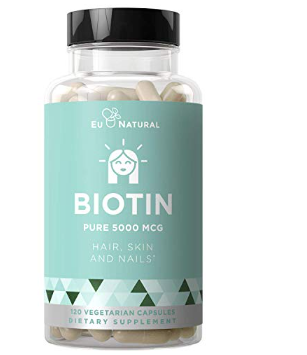 EU NATURAL
BIOTIN
PURE 5000 MCG
HAIR, SKIN
AND NAILS*
120 VEGETARIAN CAPSULES
DIETARY SUPPLEMENT